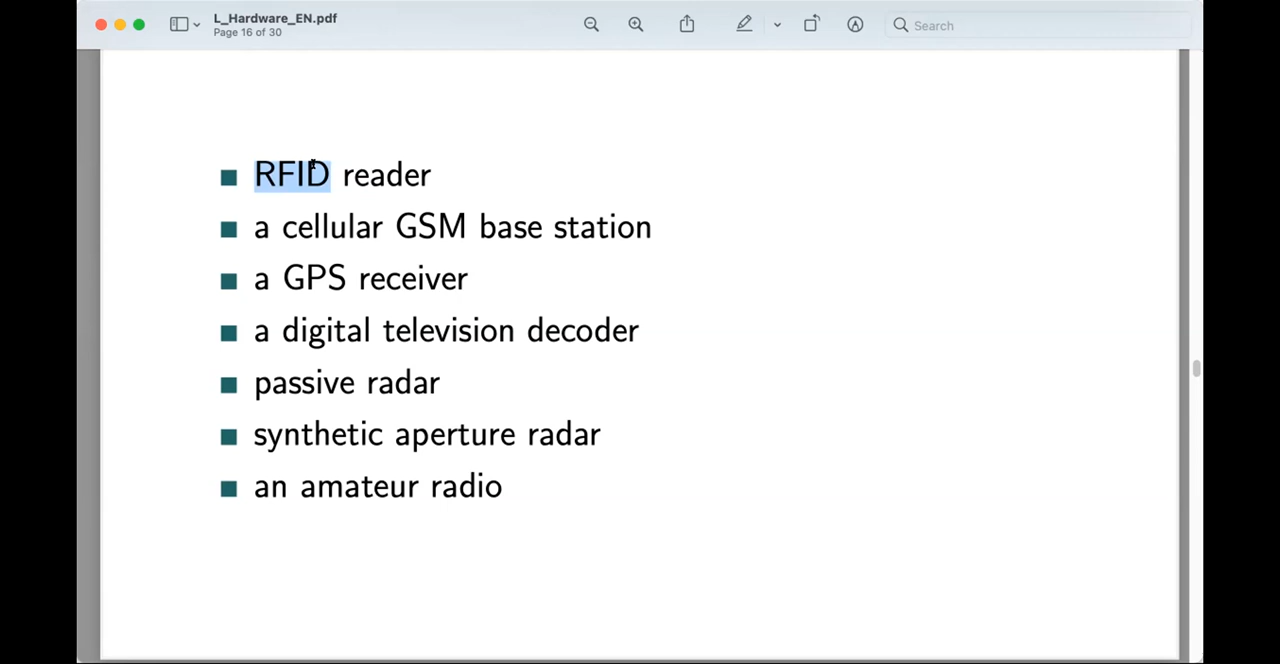 L_Hardware_EN.pdf
Page 16 of 30
Search
RFID reader
a cellular GSM base station
a GPS receiver
a digital television decoder
passive radar
synthetic aperture radar
an amateur radio